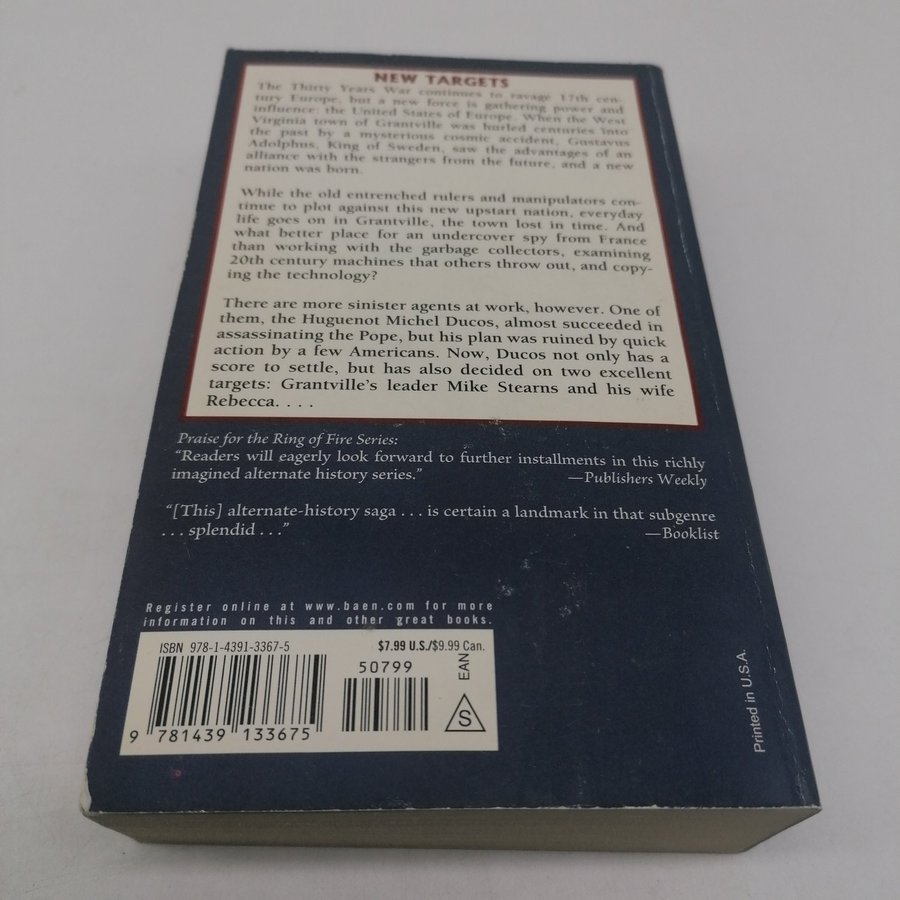 NEW TARGETS
The Thirty Years War continues to ravage 17th cen-
tury Europe, but a new force is gathering power and
influence: the United States of Europe. When the West
Virginia town of Grantville was hurled centuries into
the past by a mysterious cosmic accident, Gustavus
Adolphus, King of Sweden, saw the advantages of an
alliance with the strangers from the future, and a new
nation was born.
While the old entrenched rulers and manipulators con-
tinue to plot against this new upstart nation, everyday
life goes on in Grantville, the town lost in time. And
what better place for an undercover spy from France
than working with the garbage collectors, examining
20th century machines that others throw out, and copy-
ing the technology?
There are more sinister agents at work, however. One of
them, the Huguenot Michel Ducos, almost succeeded in
assassinating the Pope, but his plan was ruined by quick
action by a few Americans. Now, Ducos not only has a
score to settle, but has also decided on two excellent
targets: Grantville's leader Mike Stearns and his wife
Rebecca. . . .
Praise for the Ring of Fire Series:
“Readers will eagerly look forward to further installments in this richly
imagined alternate history series.” —Publishers Weekly
“[This] alternate-history saga . . . is certain a landmark in that subgenre
. . . splendid . . .” —Booklist
Register online at www.baen.com for more
information on this and other great books.
ISBN 978-1-4391-3367-5 $7.99 U.S./$9.99 Can.
50799
EAN
S
9 781439 133675
Printed in U.S.A.